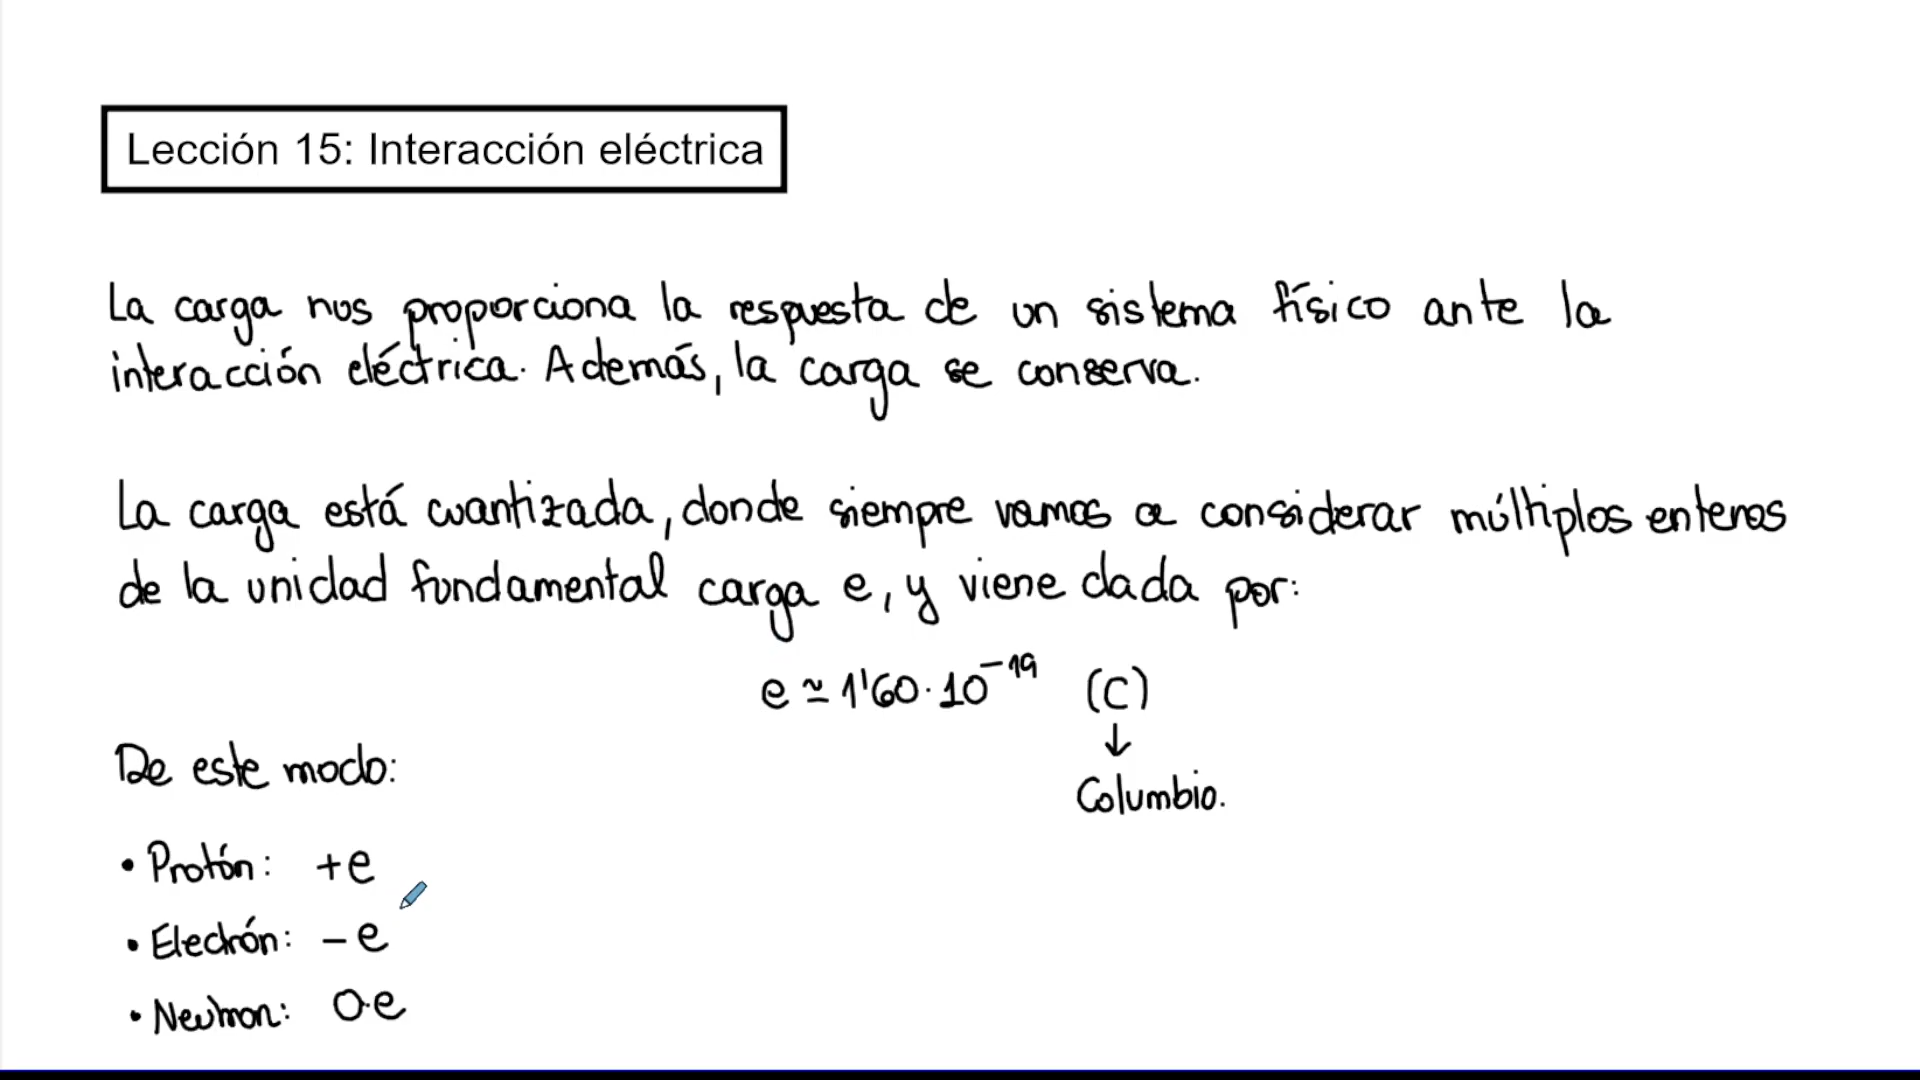 Lección 15: Interacción eléctrica
La carga nos proporciona la respuesta de un sistema físico ante la
interacción eléctrica. Además, la carga se conserva.
La carga está cuantizada, donde siempre vamos a considerar múltiplos enteros
de la unidad fundamental carga e, y viene dada por:
e ≃ 1'60·10⁻¹⁹ (C)
↓
De este modo:
Columbio.
• Protón: +e
• Electrón: -e
• Neutron: 0·e